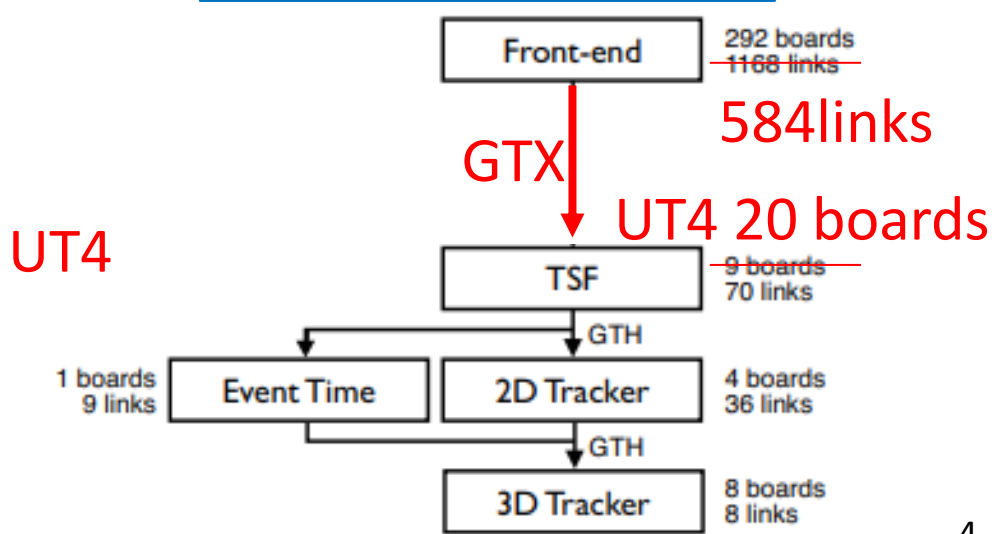 Front-end
292 boards
1168 links
584links
GTX
UT4 20 boards
UT4
TSF
9 boards
70 links
GTH
1 boards
9 links
Event Time
2D Tracker
4 boards
36 links
GTH
3D Tracker
8 boards
8 links
4